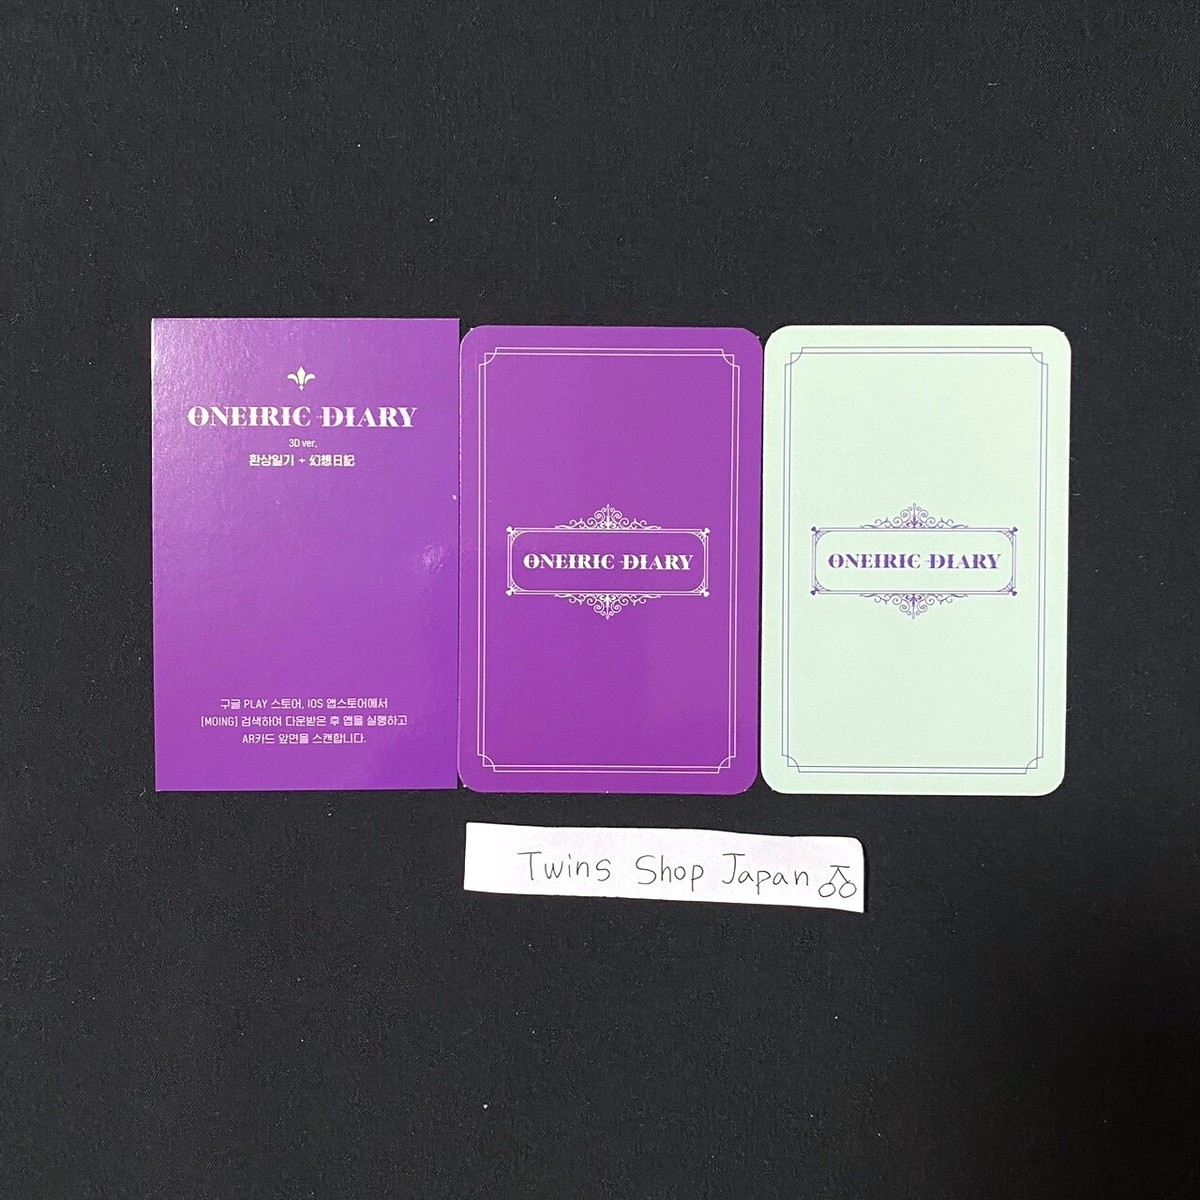 ONEIRIC DIARY
3D ver.
환상일기 + 幻想日記
구글 PLAY 스토어, IOS 앱스토어에서
[MOING] 검색하여 다운받은 후 앱을 실행하고
AR카드 앞면을 스캔합니다.
ONEIRIC DIARY
ONEIRIC DIARY
Twins Shop Japan